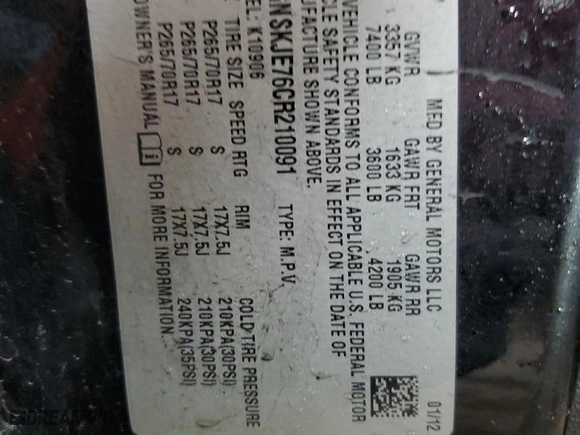 MFD BY GENERAL MOTORS LLC 01/12
GVWR GAWR FRT GAWR RR
3357 KG 1633 KG 1905 KG
7400 LB 3600 LB 4200 LB
VEHICLE CONFORMS TO ALL APPLICABLE U.S. FEDERAL MOTOR
CLE SAFETY STANDARDS IN EFFECT ON THE DATE OF
UFACTURE SHOWN ABOVE.
NSKJE76CR210091 TYPE: M.P.V.
EL: K10906
TIRE SIZE SPEED RTG RIM COLD TIRE PRESSURE
P265/70R17 S 17X7.5J 210KPA(30PSI)
P265/70R17 S 17X7.5J 210KPA(30PSI)
P265/70R17 S 17X7.5J 240KPA(35PSI)
OWNER'S MANUAL FOR MORE INFORMATION